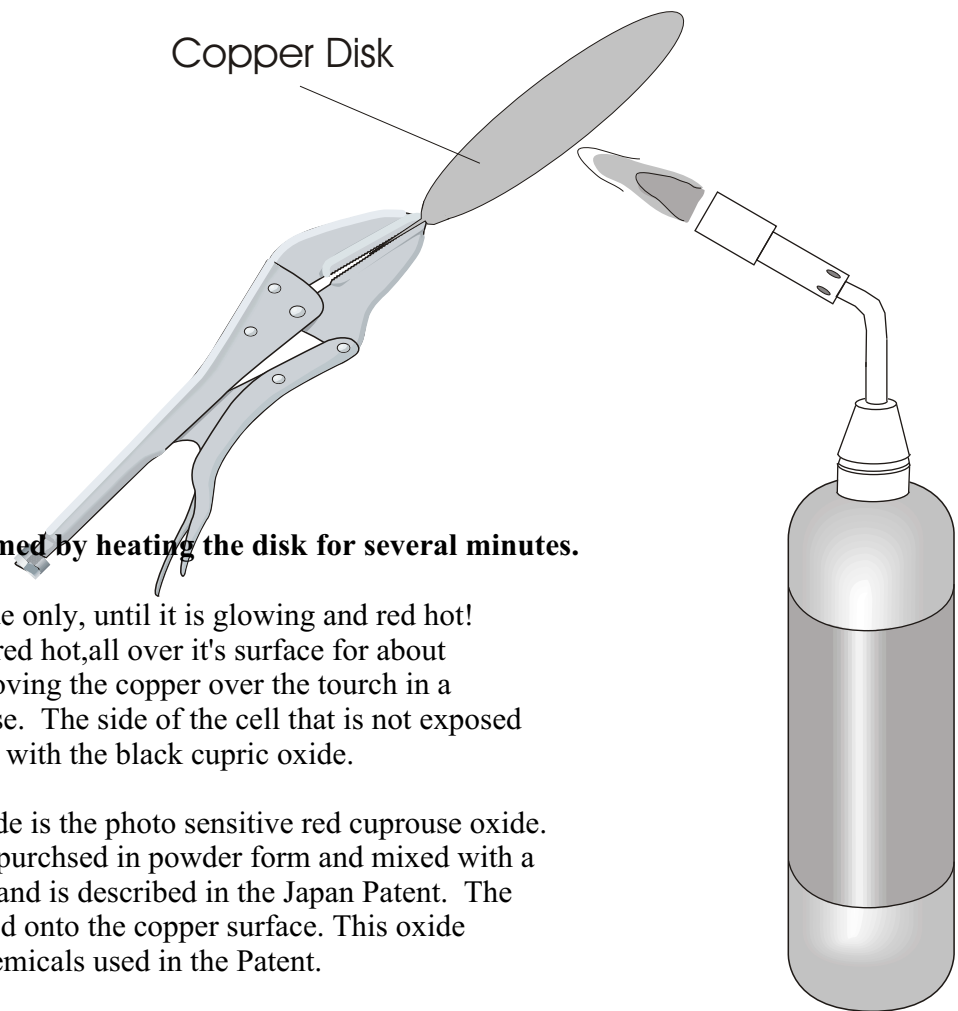 Copper Disk
med by heating the disk for several minutes.
e only, until it is glowing and red hot!
red hot,all over it's surface for about
oving the copper over the tourch in a
se.  The side of the cell that is not exposed
with the black cupric oxide.
de is the photo sensitive red cuprouse oxide.
purchsed in powder form and mixed with a
and is described in the Japan Patent.  The
d onto the copper surface. This oxide
emicals used in the Patent.